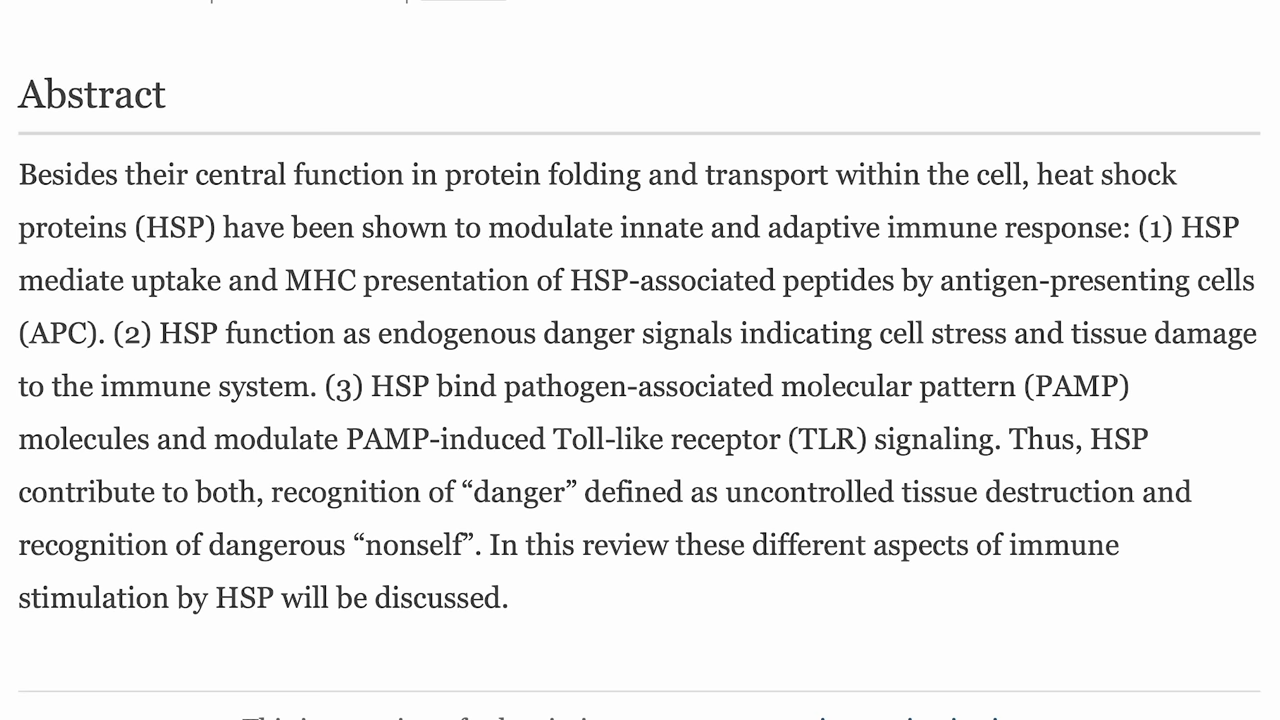 Abstract
Besides their central function in protein folding and transport within the cell, heat shock
proteins (HSP) have been shown to modulate innate and adaptive immune response: (1) HSP
mediate uptake and MHC presentation of HSP-associated peptides by antigen-presenting cells
(APC). (2) HSP function as endogenous danger signals indicating cell stress and tissue damage
to the immune system. (3) HSP bind pathogen-associated molecular pattern (PAMP)
molecules and modulate PAMP-induced Toll-like receptor (TLR) signaling. Thus, HSP
contribute to both, recognition of “danger” defined as uncontrolled tissue destruction and
recognition of dangerous “nonself”. In this review these different aspects of immune
stimulation by HSP will be discussed.